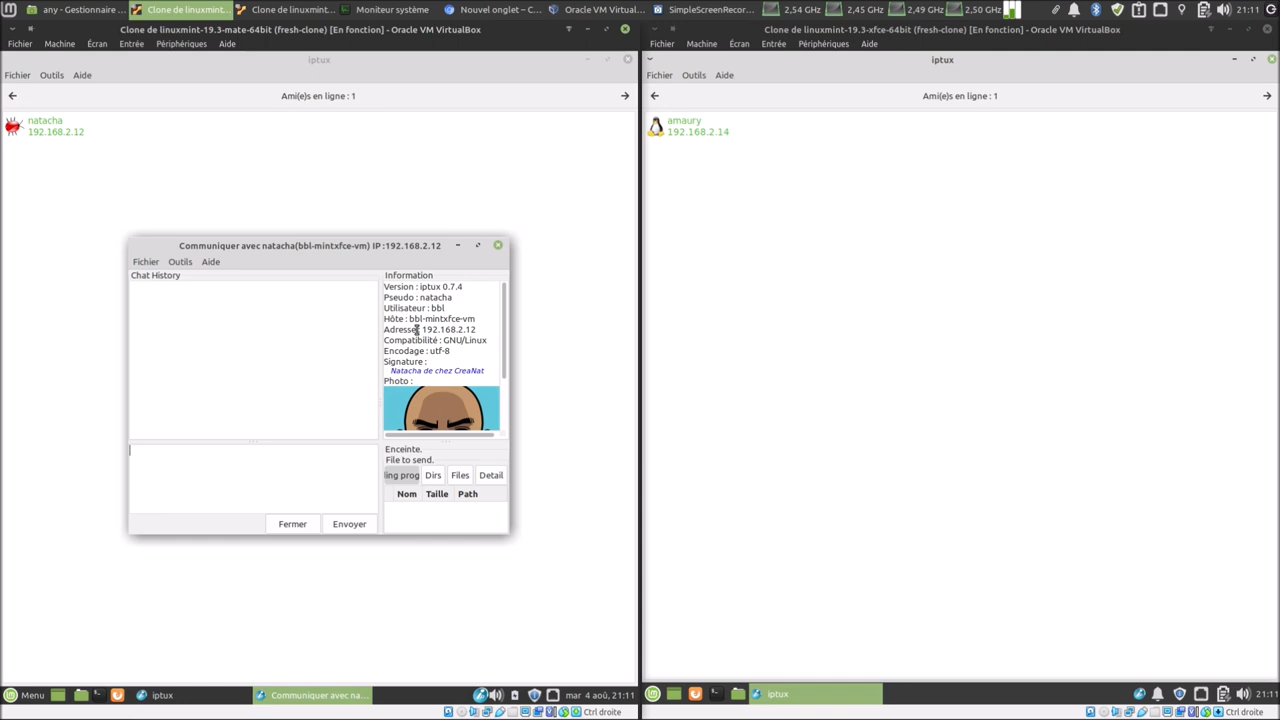 any - Gestionnaire ...
Clone de linuxmint...
Clone de linuxmint...
Moniteur système
Nouvel onglet – C...
Oracle VM Virtual...
SimpleScreenRecor...
2,54 GHz
2,45 GHz
2,49 GHz
2,50 GHz
21:11
Clone de linuxmint-19.3-mate-64bit (fresh-clone) [En fonction] - Oracle VM VirtualBox
Fichier Machine Écran Entrée Périphériques Aide
iptux
Fichier Outils Aide
Ami(e)s en ligne : 1
natacha
192.168.2.12
Communiquer avec natacha(bbl-mintxfce-vm) IP :192.168.2.12
Fichier Outils Aide
Chat History
Information
Version : iptux 0.7.4
Pseudo : natacha
Utilisateur : bbl
Hôte : bbl-mintxfce-vm
Adresse : 192.168.2.12
Compatibilité : GNU/Linux
Encodage : utf-8
Signature :
Natacha de chez CreaNat
Photo :
Enceinte.
File to send.
ing prog Dirs Files Detail
Nom Taille Path
Fermer Envoyer
Menu iptux Communiquer avec na... mar 4 aoû, 21:11
Ctrl droite
Clone de linuxmint-19.3-xfce-64bit (fresh-clone) [En fonction] - Oracle VM VirtualBox
Fichier Machine Écran Entrée Périphériques Aide
iptux
Fichier Outils Aide
Ami(e)s en ligne : 1
amaury
192.168.2.14
iptux 21:11
Ctrl droite